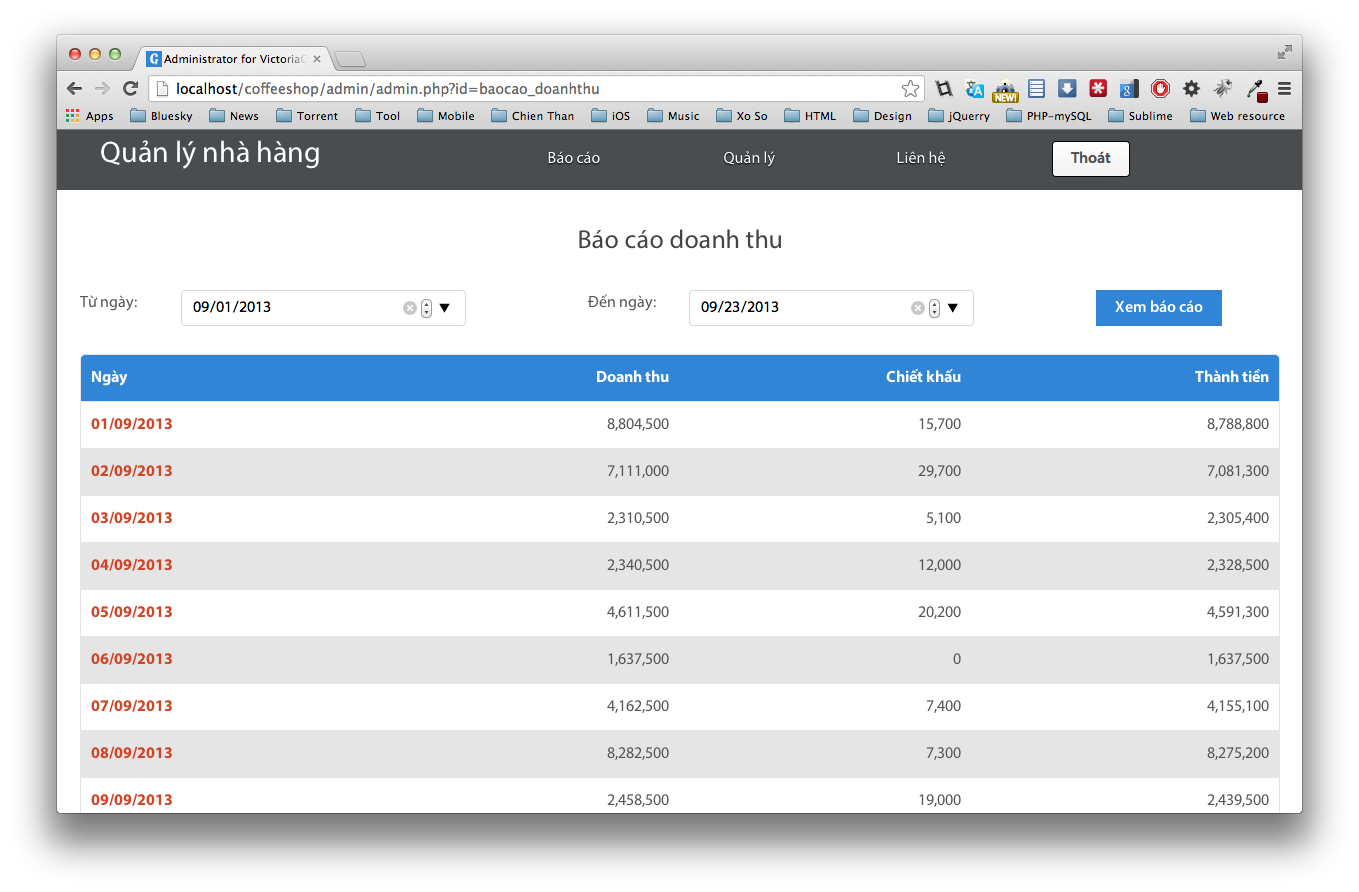 Administrator for VictoriaC
localhost/coffeeshop/admin/admin.php?id=baocao_doanhthu
NEW!
Apps Bluesky News Torrent Tool Mobile Chien Than iOS Music Xo So HTML Design jQuerry PHP-mySQL Sublime Web resource
Quản lý nhà hàng Báo cáo Quản lý Liên hệ Thoát
Báo cáo doanh thu
Từ ngày: 09/01/2013 Đến ngày: 09/23/2013 Xem báo cáo
Ngày Doanh thu Chiết khấu Thành tiền
01/09/2013 8,804,500 15,700 8,788,800
02/09/2013 7,111,000 29,700 7,081,300
03/09/2013 2,310,500 5,100 2,305,400
04/09/2013 2,340,500 12,000 2,328,500
05/09/2013 4,611,500 20,200 4,591,300
06/09/2013 1,637,500 0 1,637,500
07/09/2013 4,162,500 7,400 4,155,100
08/09/2013 8,282,500 7,300 8,275,200
09/09/2013 2,458,500 19,000 2,439,500